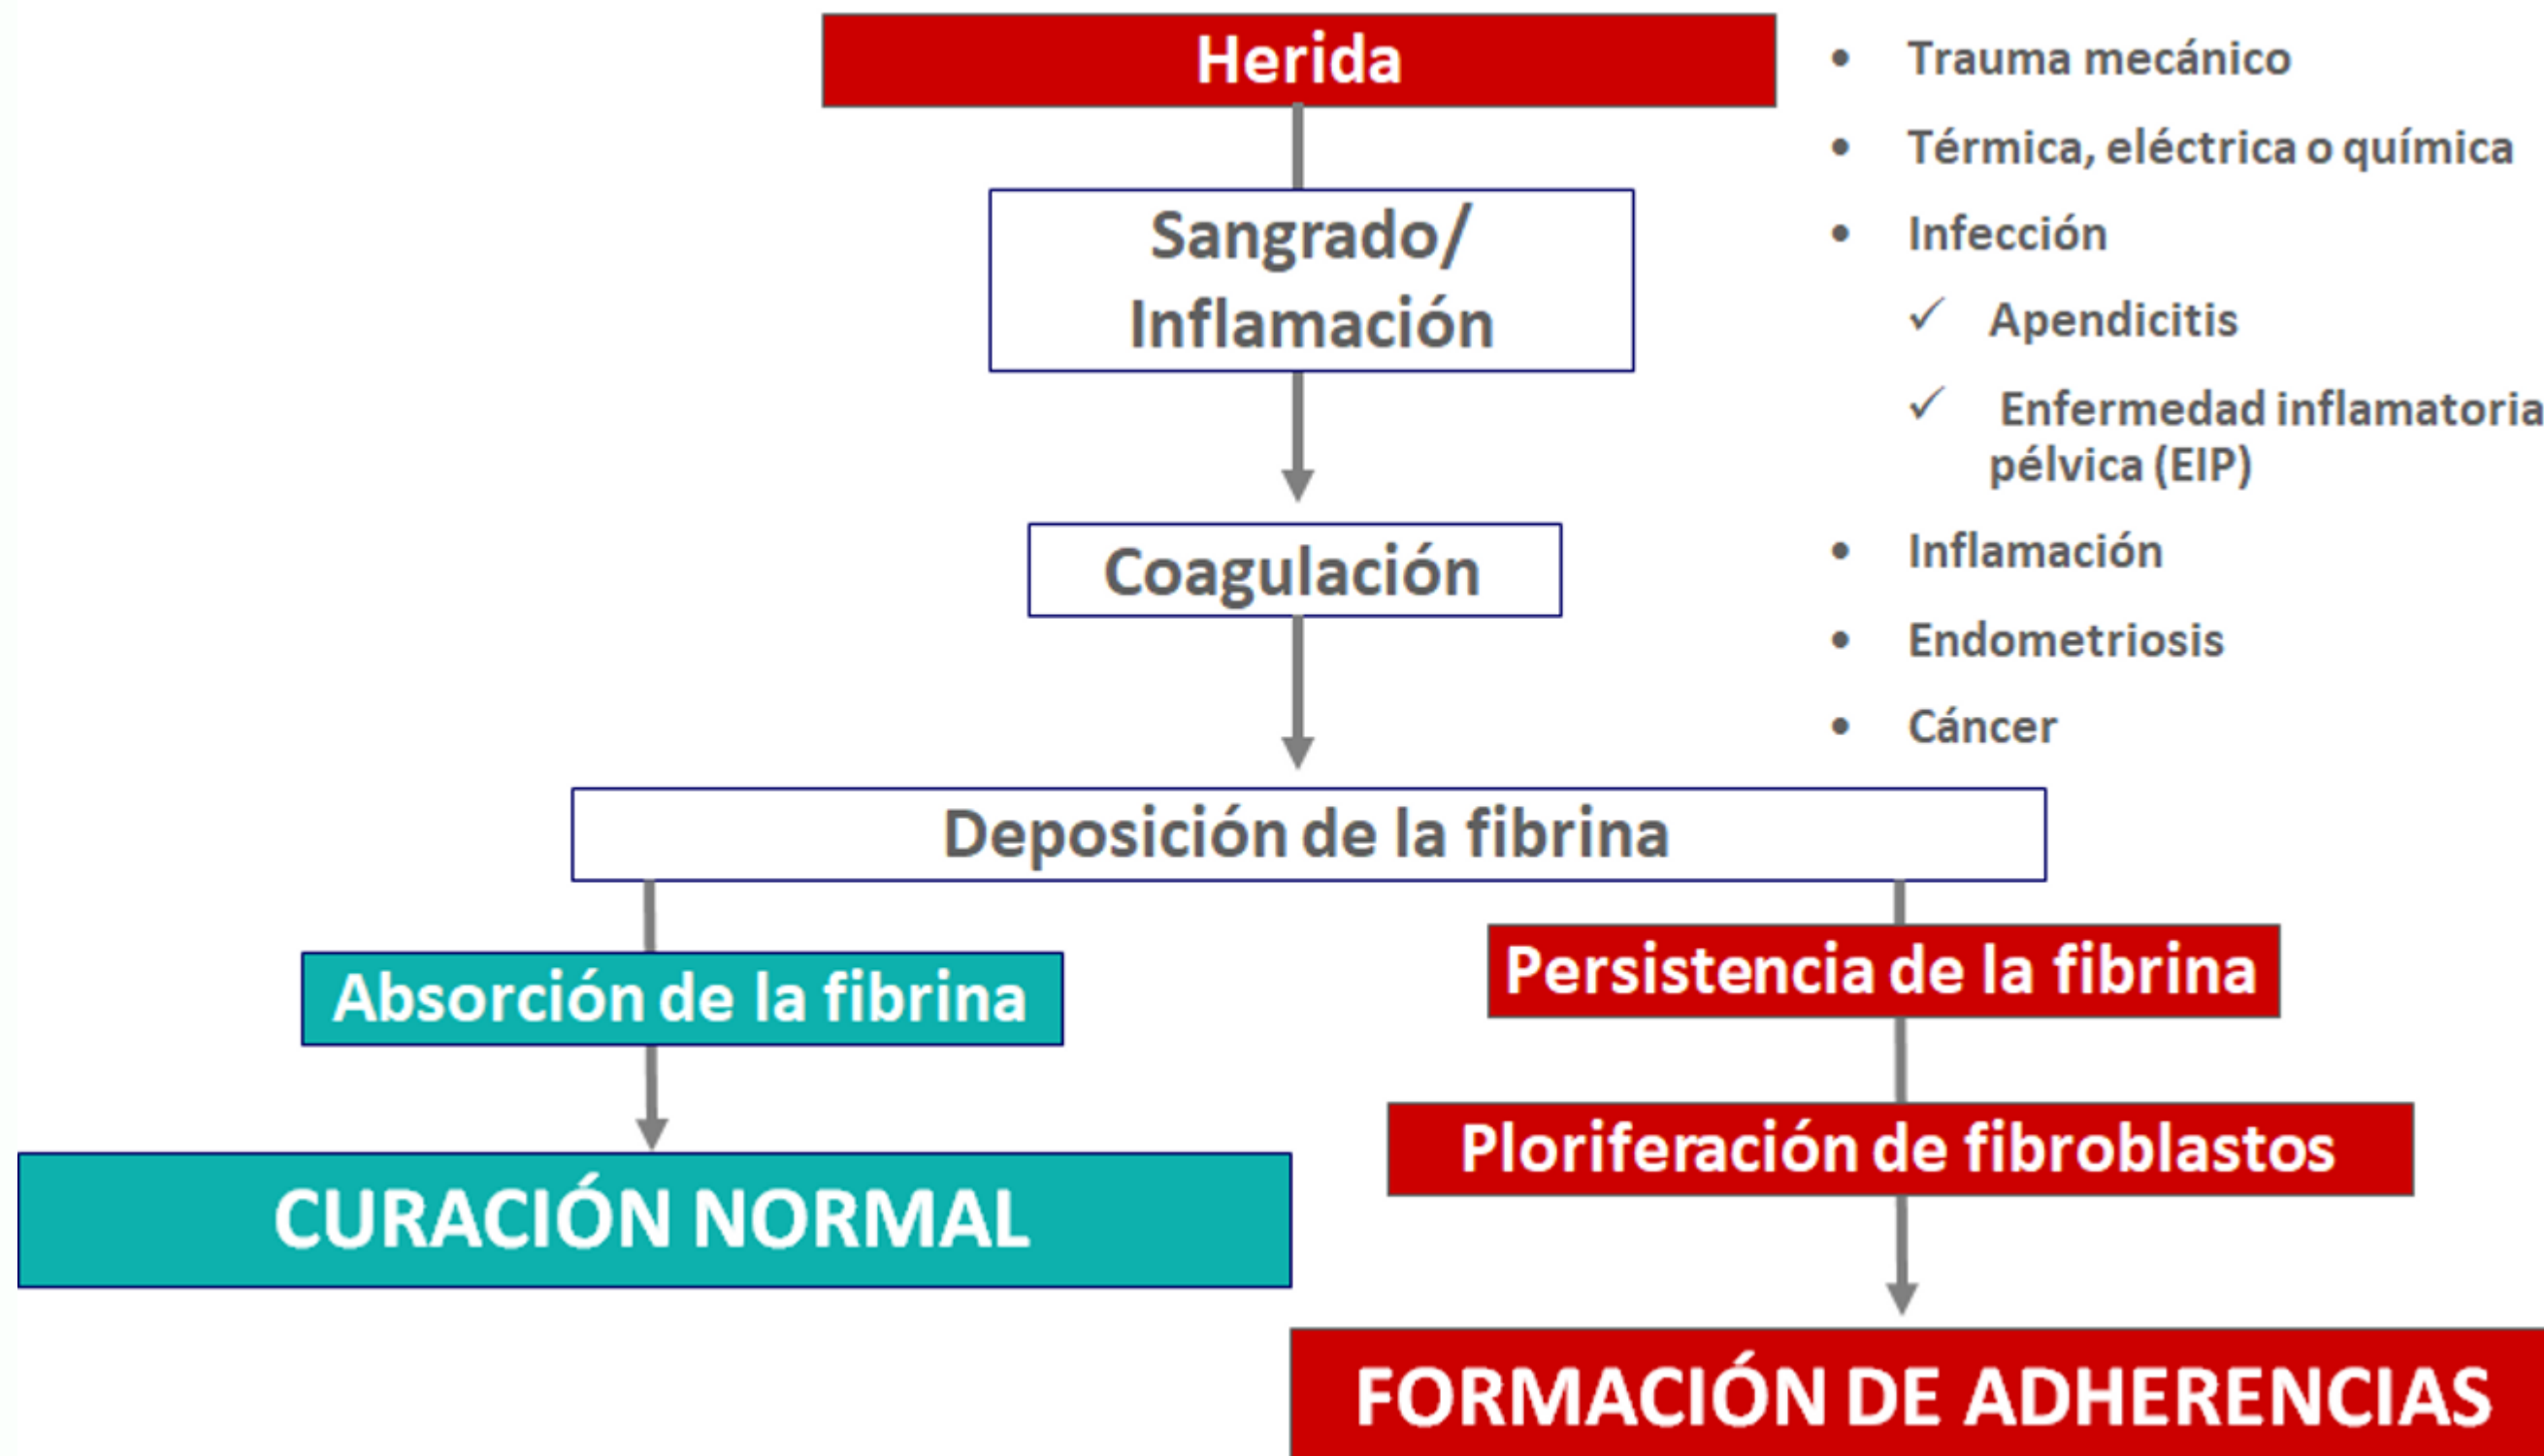 Herida
• Trauma mecánico
• Térmica, eléctrica o química
• Infección
✓ Apendicitis
✓ Enfermedad inflamatoria
pélvica (EIP)
• Inflamación
• Endometriosis
• Cáncer
Sangrado/
Inflamación
Coagulación
Deposición de la fibrina
Absorción de la fibrina
CURACIÓN NORMAL
Persistencia de la fibrina
Ploriferación de fibroblastos
FORMACIÓN DE ADHERENCIAS